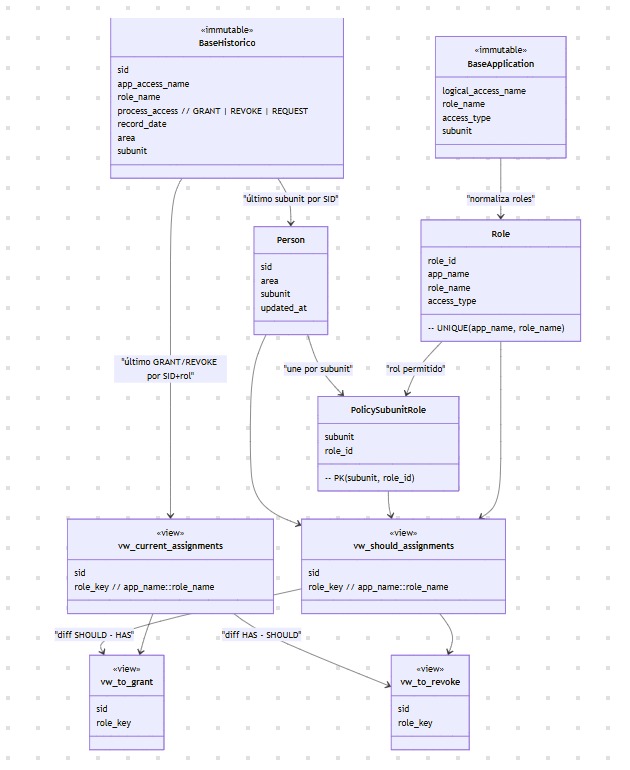 «immutable»
BaseHistorico
sid
app_access_name
role_name
process_access // GRANT | REVOKE | REQUEST
record_date
area
subunit
«immutable»
BaseApplication
logical_access_name
role_name
access_type
subunit
"último subunit por SID"
"normaliza roles"
Person
sid
area
subunit
updated_at
Role
role_id
app_name
role_name
access_type
-- UNIQUE(app_name, role_name)
"último GRANT/REVOKE
por SID+rol"
"une por subunit"
"rol permitido"
PolicySubunitRole
subunit
role_id
-- PK(subunit, role_id)
«view»
vw_current_assignments
sid
role_key // app_name::role_name
«view»
vw_should_assignments
sid
role_key // app_name::role_name
"diff SHOULD - HAS"
"diff HAS - SHOULD"
«view»
vw_to_grant
sid
role_key
«view»
vw_to_revoke
sid
role_key